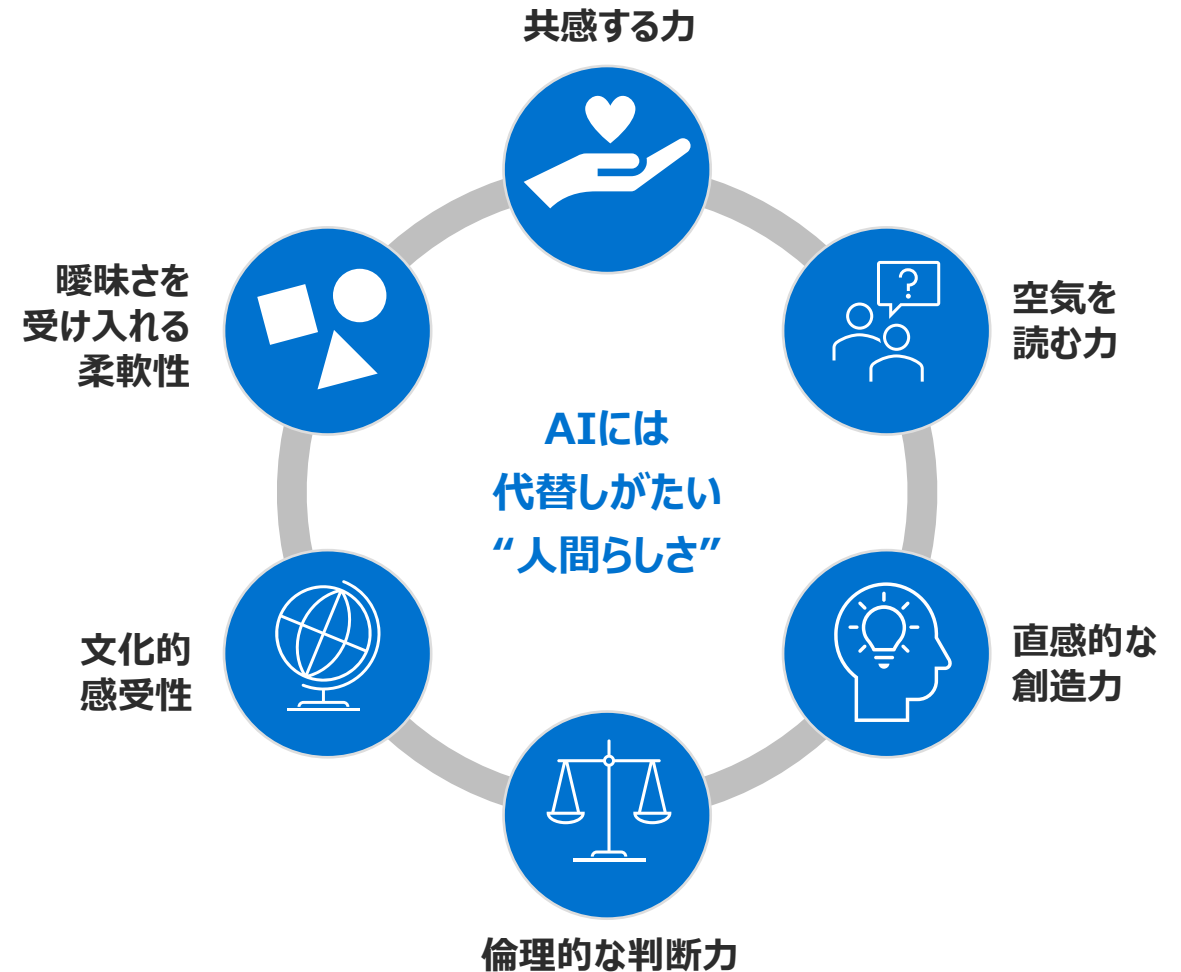 共感する力
空気を
読む力
直感的な
創造力
倫理的な判断力
文化的
感受性
曖昧さを
受け入れる
柔軟性
AIには
代替しがたい
“人間らしさ”
?